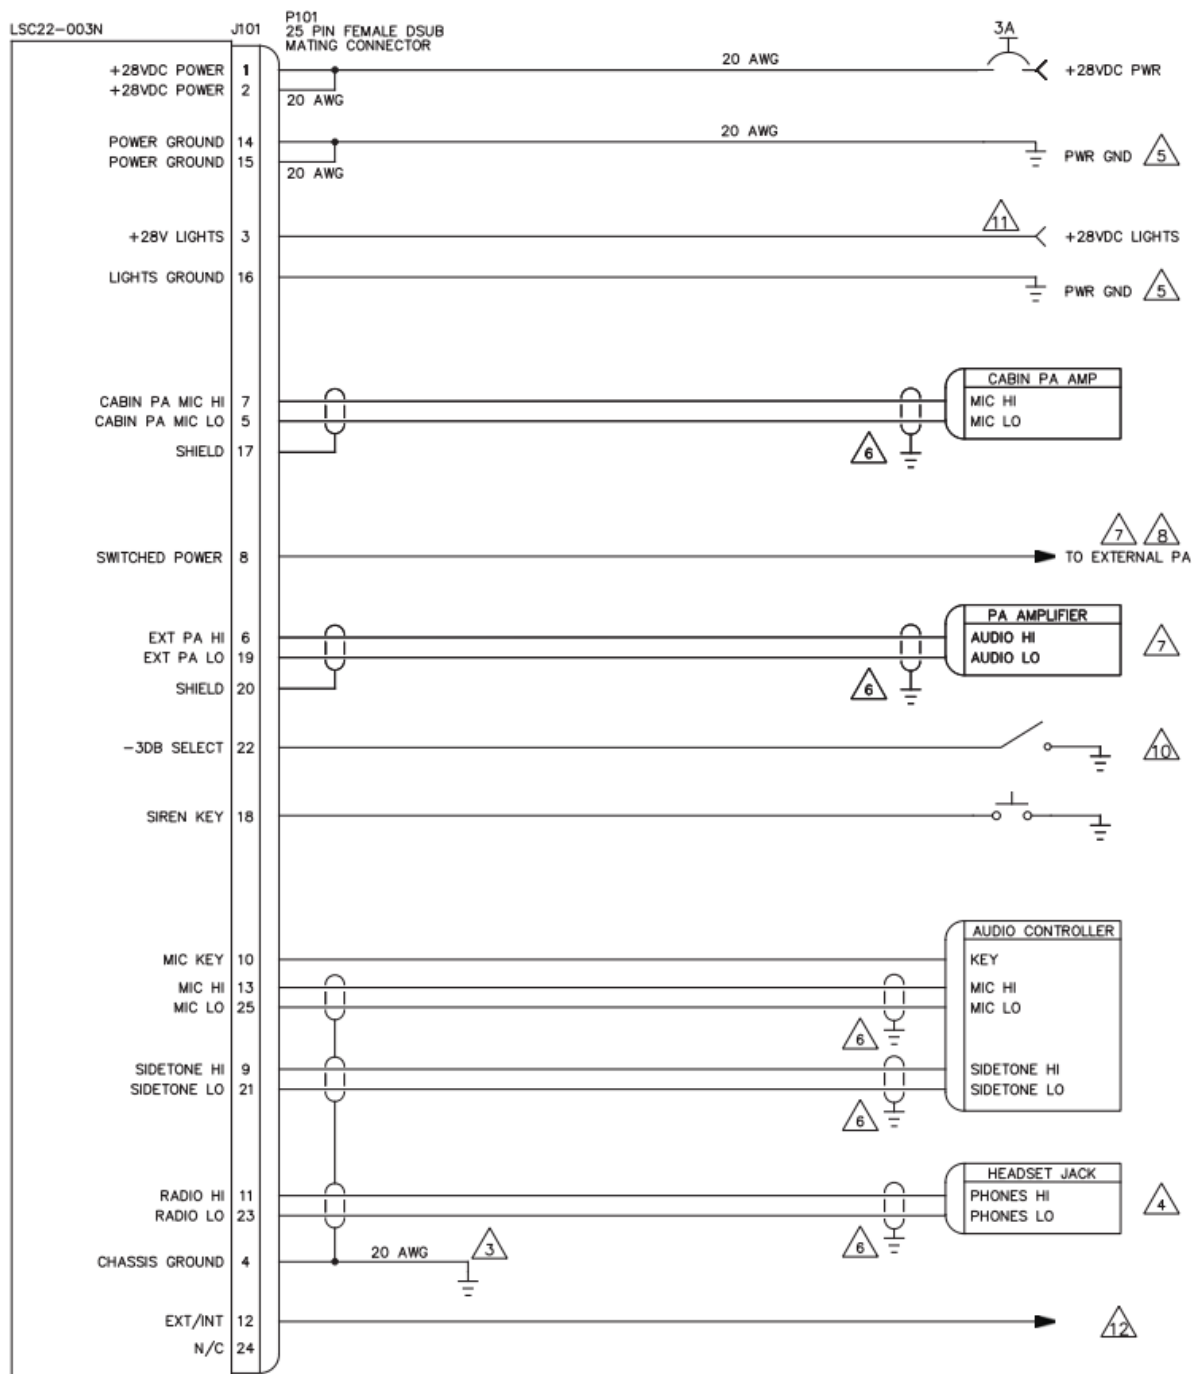 LSC22-003N
J101
P101
25 PIN FEMALE DSUB
MATING CONNECTOR
3A
+28VDC POWER 1 20 AWG +28VDC PWR
+28VDC POWER 2
20 AWG
POWER GROUND 14 20 AWG
POWER GROUND 15 PWR GND 5
20 AWG
11
+28V LIGHTS 3 +28VDC LIGHTS
LIGHTS GROUND 16
PWR GND 5
CABIN PA AMP
CABIN PA MIC HI 7 MIC HI
CABIN PA MIC LO 5 MIC LO
SHIELD 17 6
7 8
SWITCHED POWER 8 TO EXTERNAL PA
PA AMPLIFIER
EXT PA HI 6 AUDIO HI 7
EXT PA LO 19 AUDIO LO
SHIELD 20 6
-3DB SELECT 22 10
SIREN KEY 18
AUDIO CONTROLLER
MIC KEY 10 KEY
MIC HI 13 MIC HI
MIC LO 25 MIC LO
6
SIDETONE HI 9 SIDETONE HI
SIDETONE LO 21 SIDETONE LO
6
HEADSET JACK
RADIO HI 11 PHONES HI 4
RADIO LO 23 PHONES LO
20 AWG 3 6
CHASSIS GROUND 4
EXT/INT 12 12
N/C 24